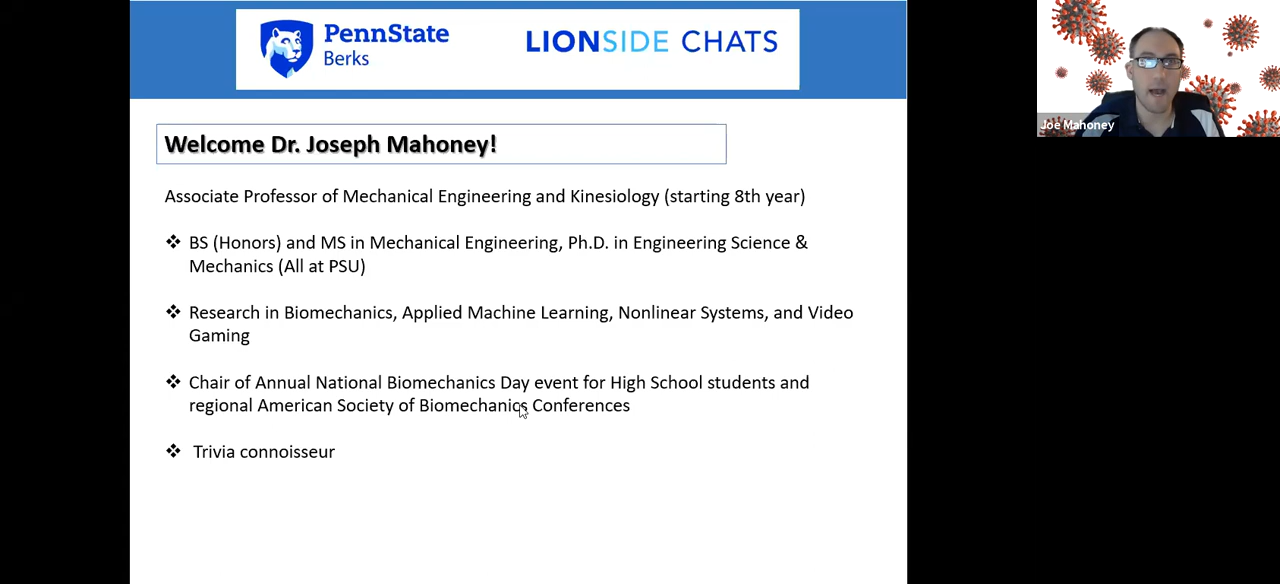 PennState
Berks
LIONSIDE CHATS
Joe Mahoney
Welcome Dr. Joseph Mahoney!
Associate Professor of Mechanical Engineering and Kinesiology (starting 8th year)
❖ BS (Honors) and MS in Mechanical Engineering, Ph.D. in Engineering Science &
Mechanics (All at PSU)
❖ Research in Biomechanics, Applied Machine Learning, Nonlinear Systems, and Video
Gaming
❖ Chair of Annual National Biomechanics Day event for High School students and
regional American Society of Biomechanics Conferences
❖ Trivia connoisseur